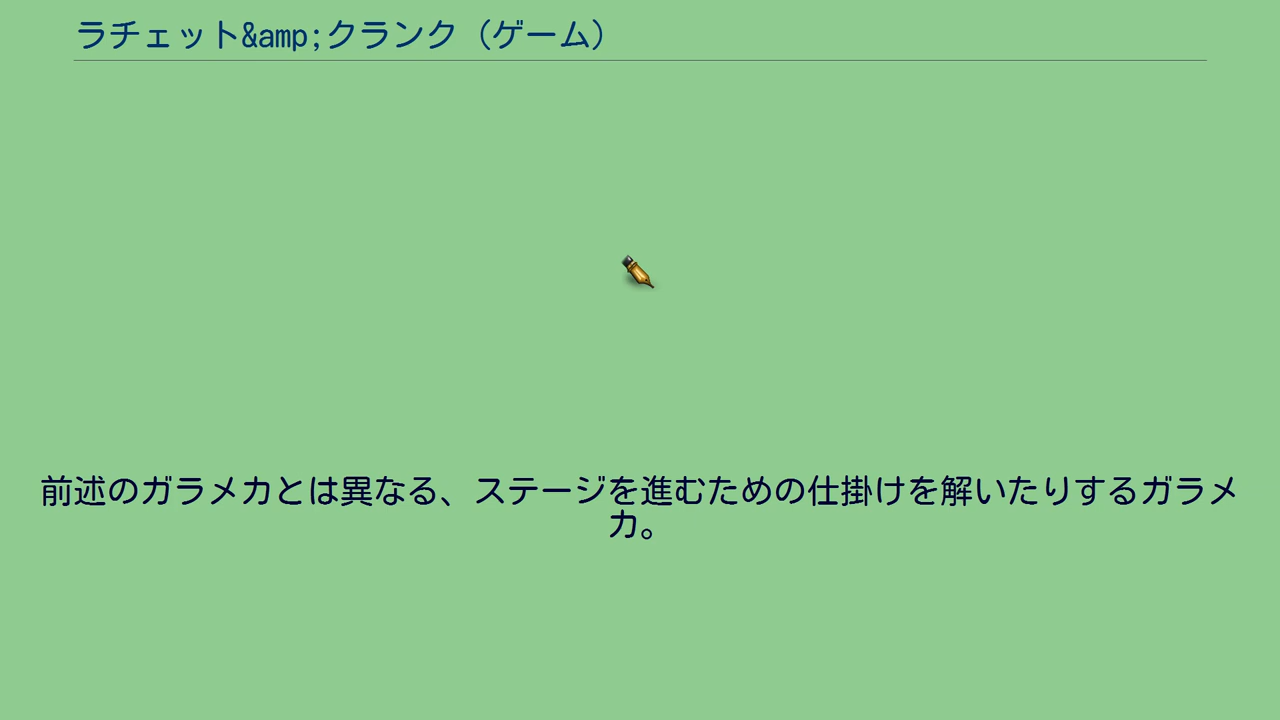 ラチェット&amp;クランク（ゲーム）
前述のガラメカとは異なる、ステージを進むための仕掛けを解いたりするガラメ
カ。